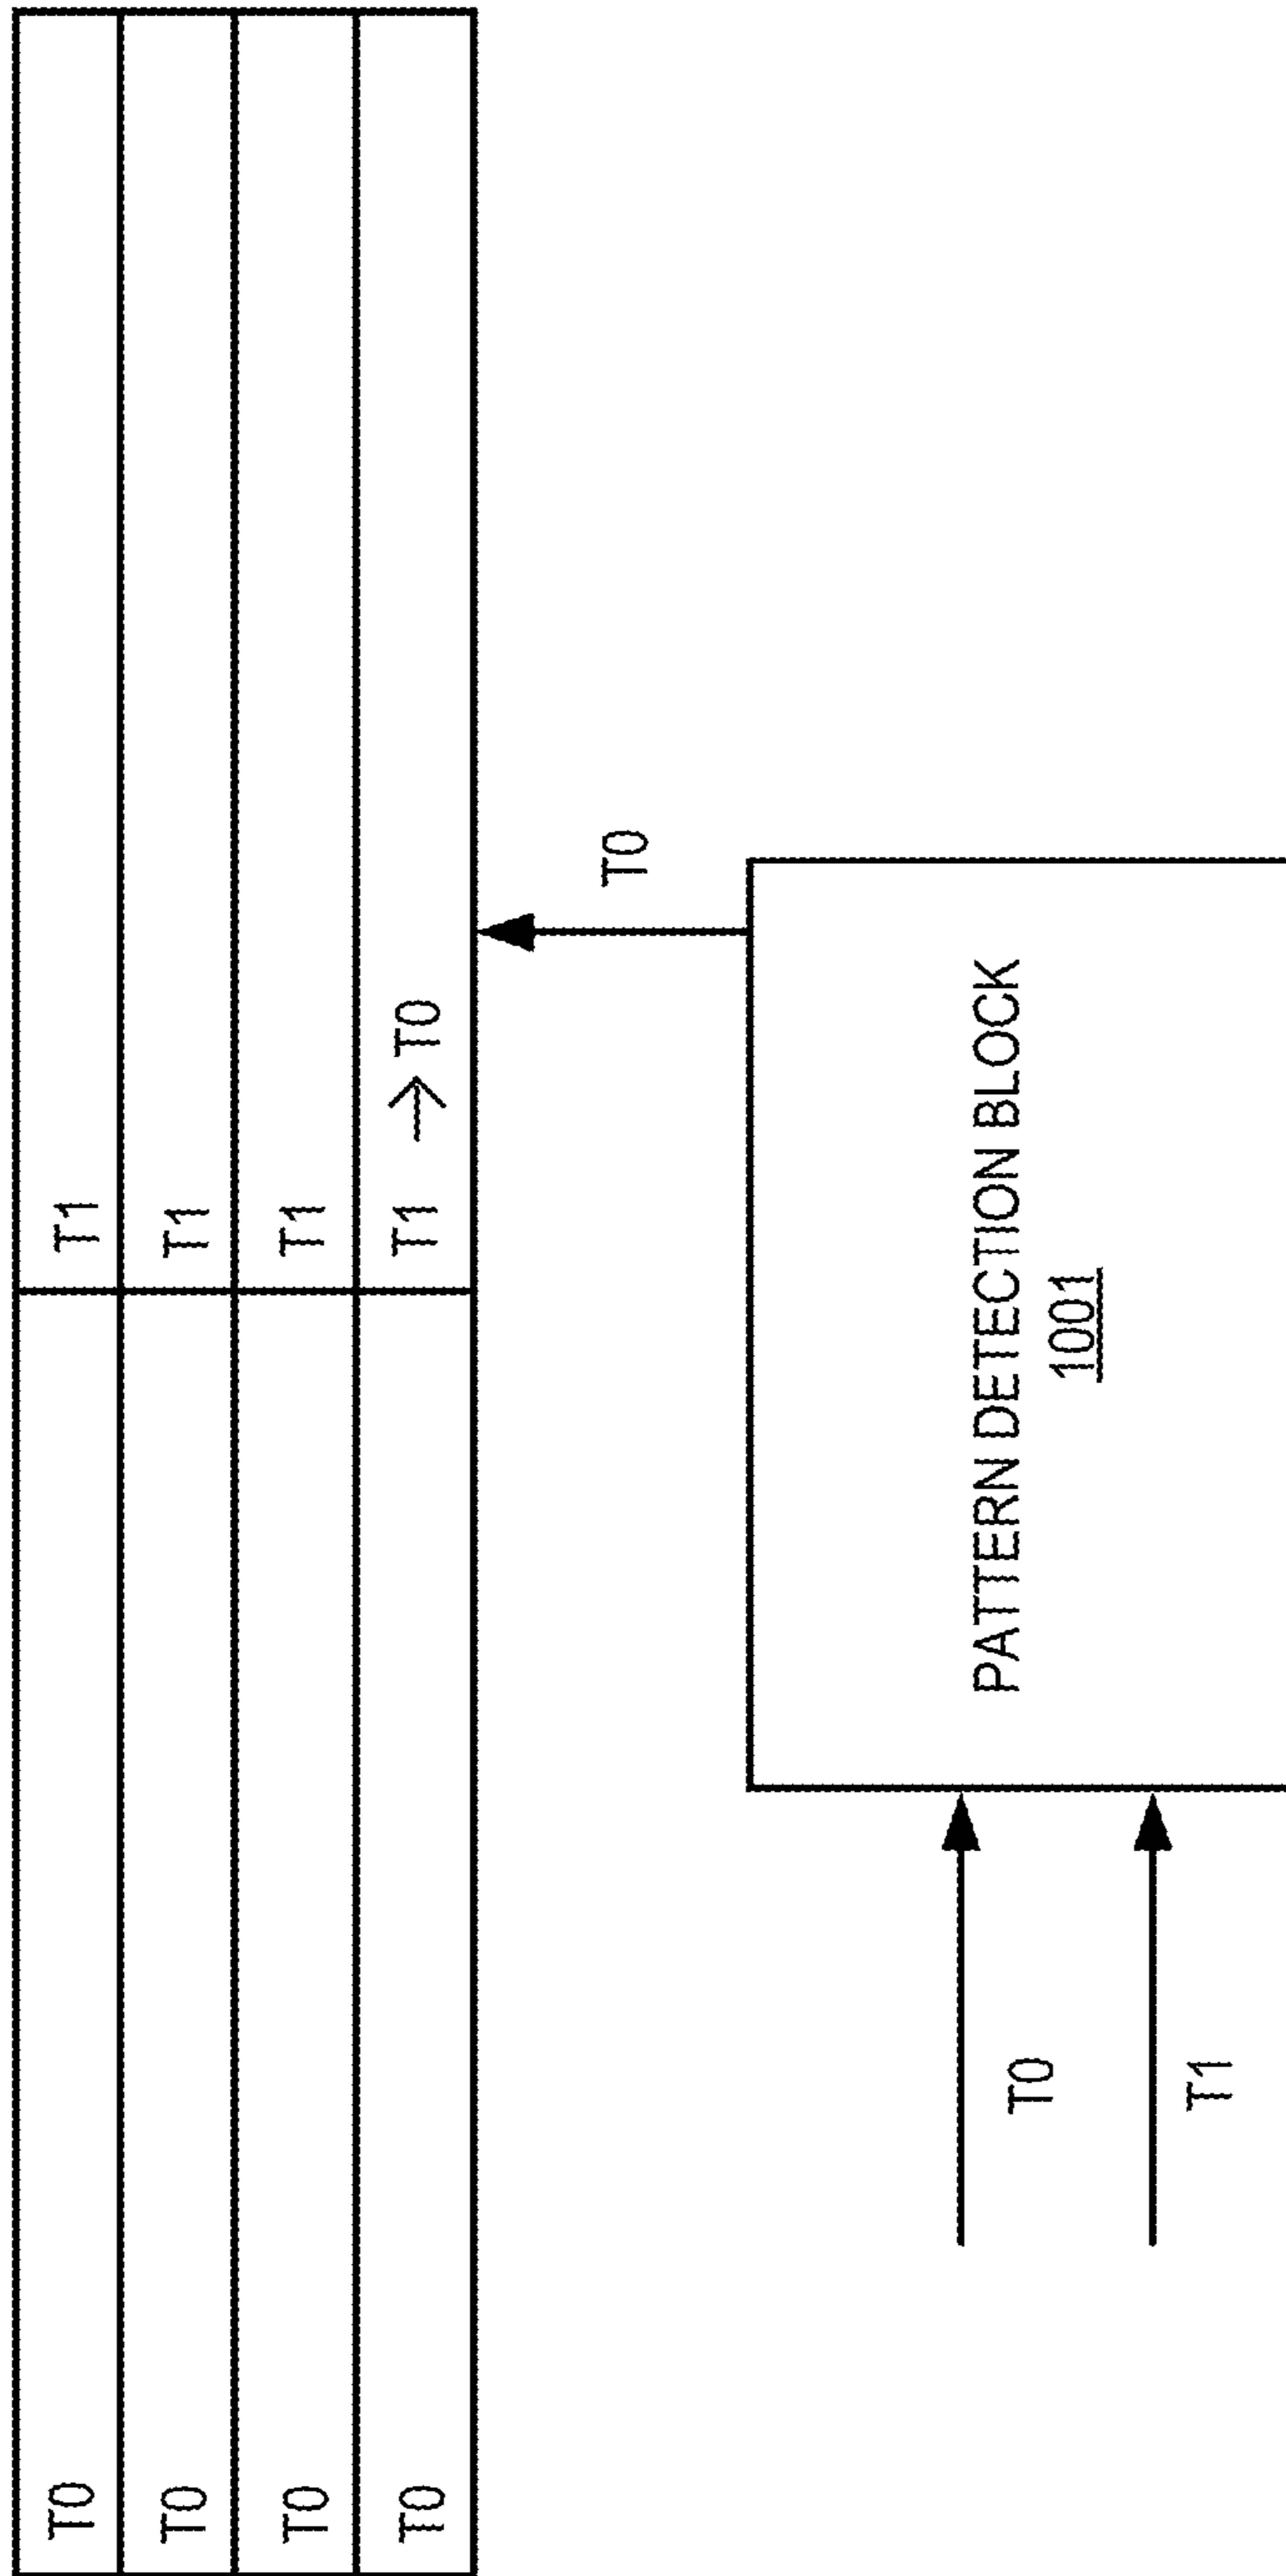 T0 T1
T0 T1
T0 T1
T0 T1 → T0
T0
PATTERN DETECTION BLOCK
1001
T0
T1